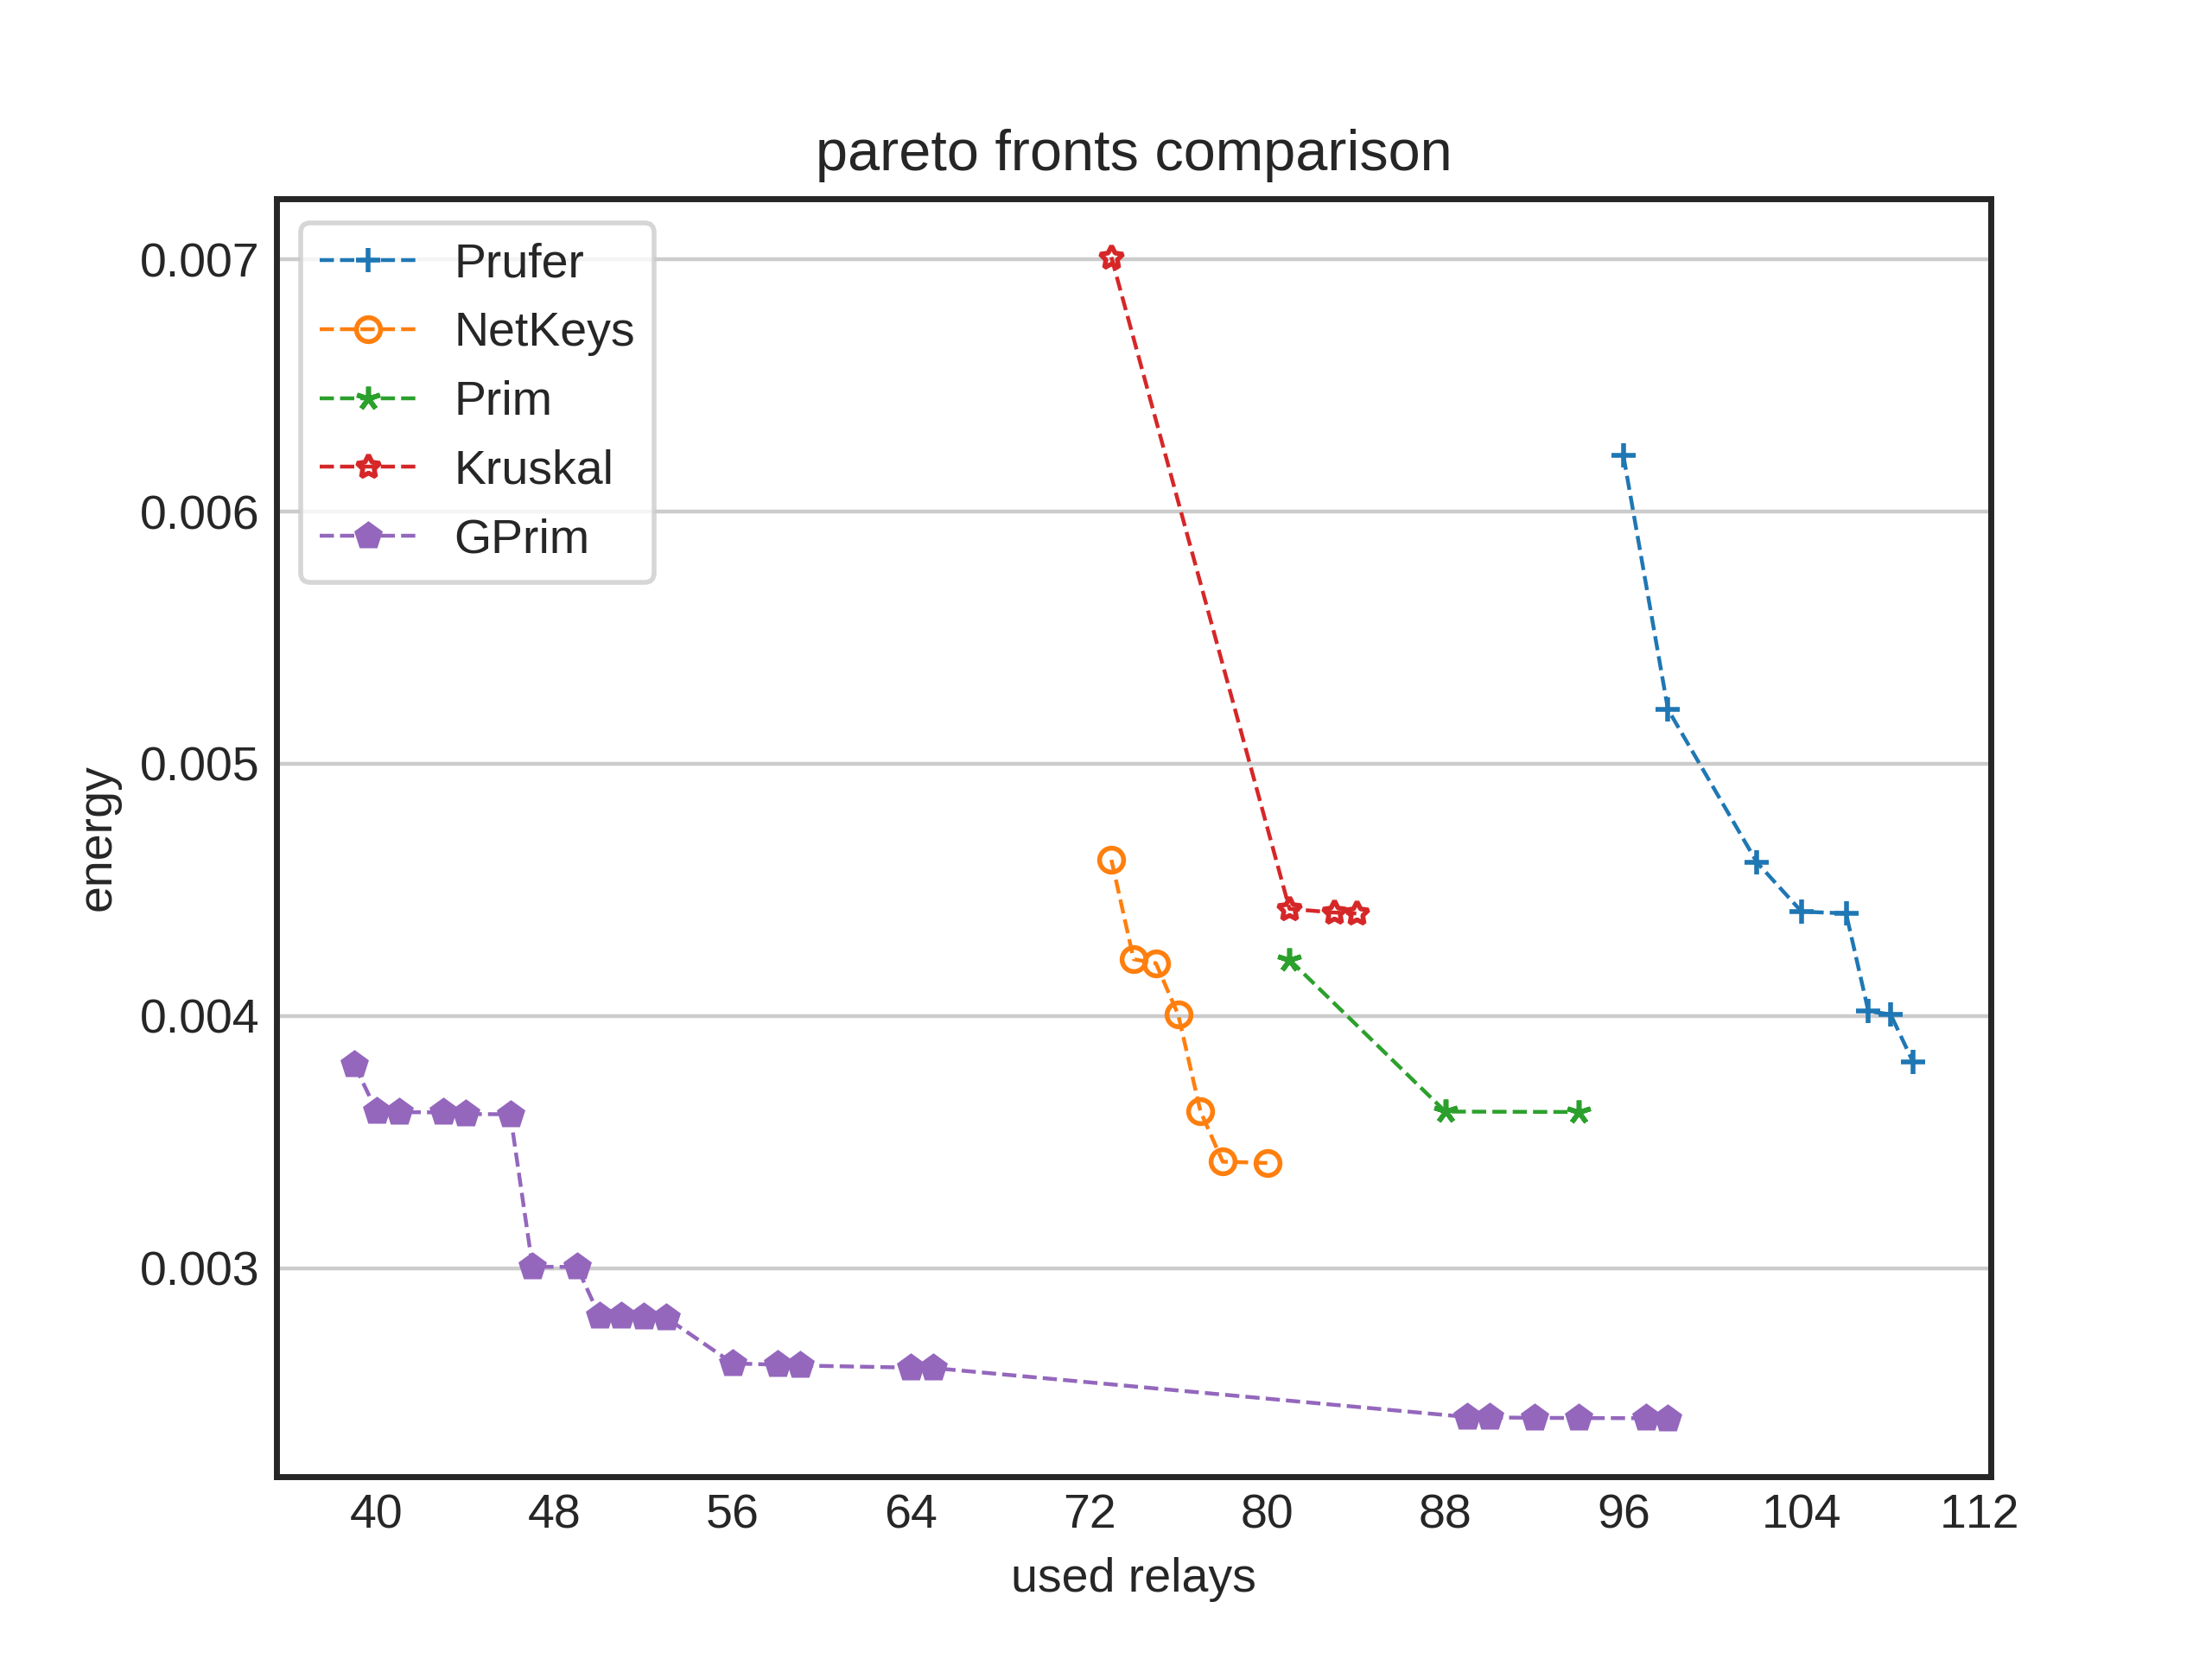 pareto fronts comparison
Prufer
NetKeys
Prim
Kruskal
GPrim
0.007
0.006
0.005
0.004
0.003
energy
40 48 56 64 72 80 88 96 104 112
used relays